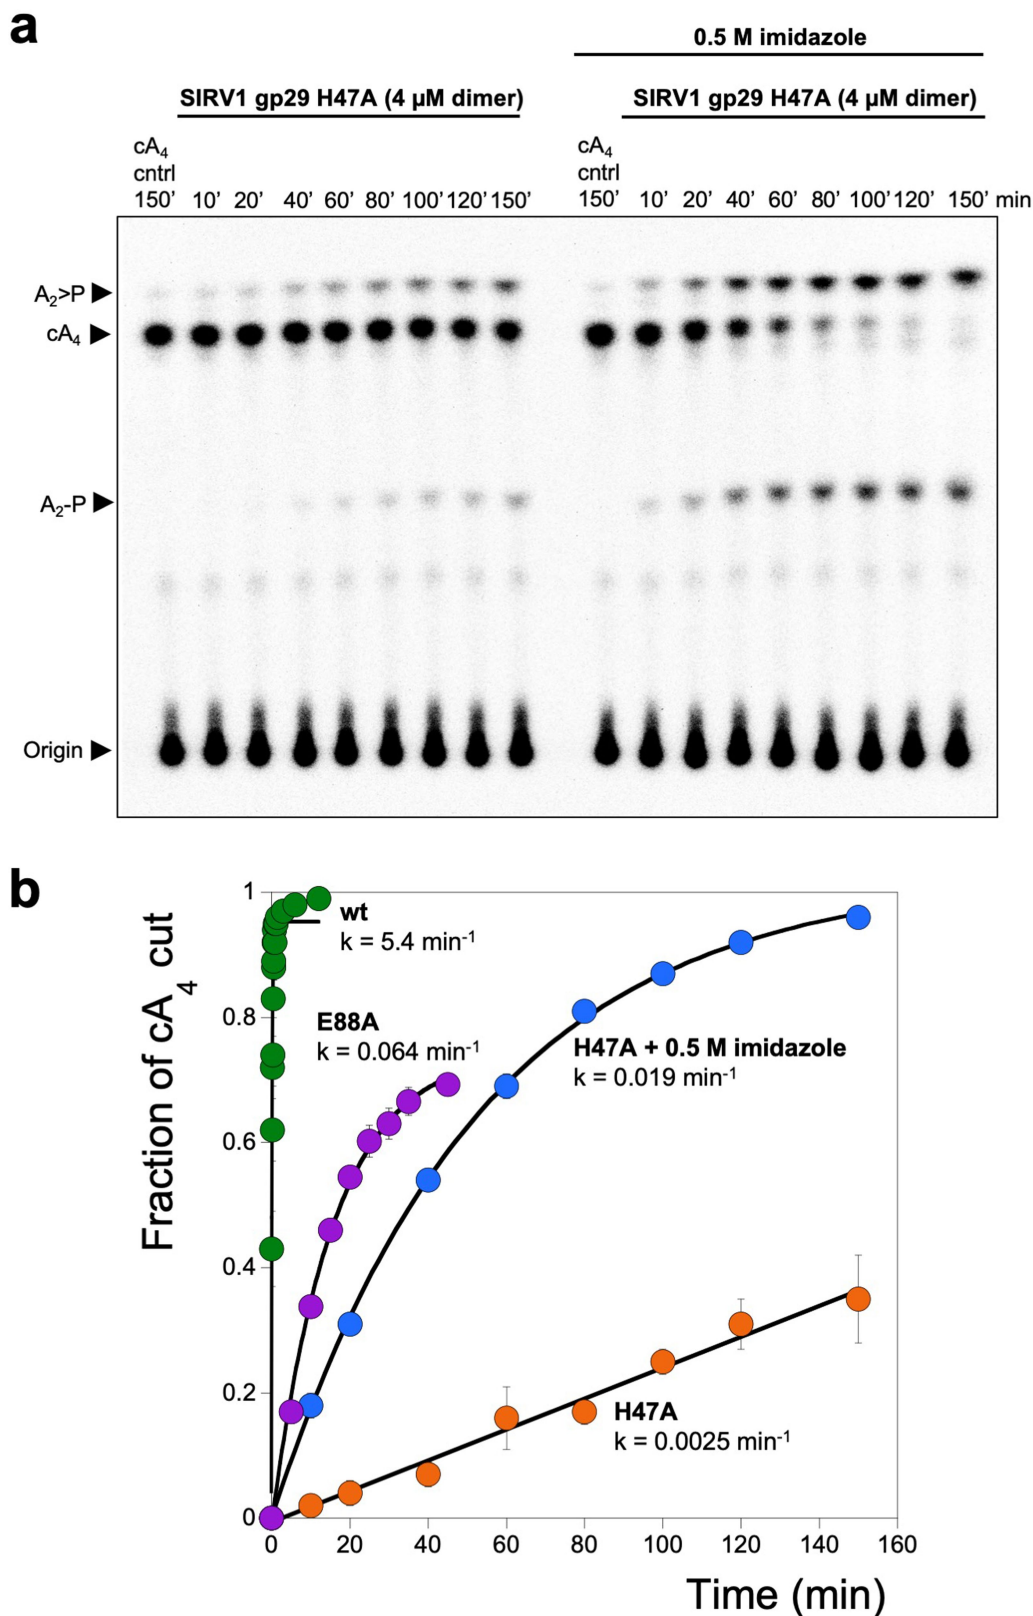 a
0.5 M imidazole
SIRV1 gp29 H47A (4 µM dimer)
SIRV1 gp29 H47A (4 µM dimer)
cA4
cntrl
150’ 10’ 20’ 40’ 60’ 80’ 100’ 120’ 150’
cA4
cntrl
150’ 10’ 20’ 40’ 60’ 80’ 100’ 120’ 150’ min
A2>P
cA4
A2-P
Origin
b
Fraction of cA4 cut
1
0.8
0.6
0.4
0.2
0
wt
k = 5.4 min-1
E88A
k = 0.064 min-1
H47A + 0.5 M imidazole
k = 0.019 min-1
H47A
k = 0.0025 min-1
0 20 40 60 80 100 120 140 160
Time (min)